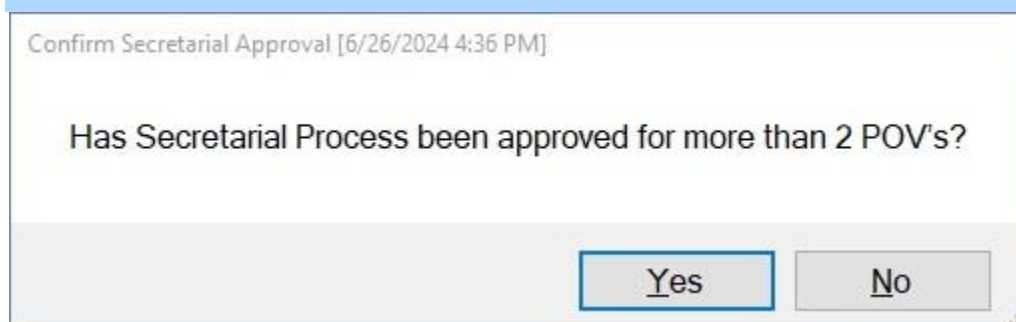 Confirm Secretarial Approval [6/26/2024 4:36 PM]
Has Secretarial Process been approved for more than 2 POV's?
Yes
No